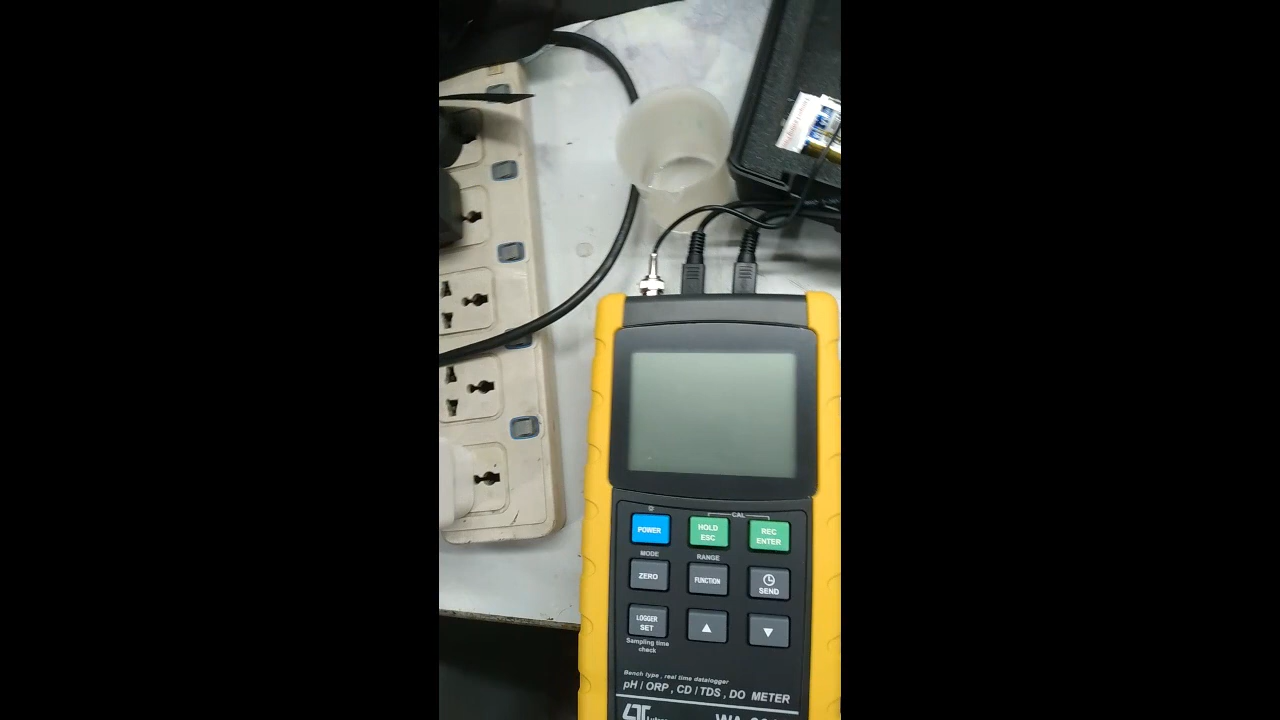 POWER
HOLD
ESC
CAL
REC
ENTER
MODE
ZERO
RANGE
FUNCTION
SEND
LOGGER
SET
Sampling time
check
Bench type , real time datalogger
pH / ORP , CD / TDS , DO METER